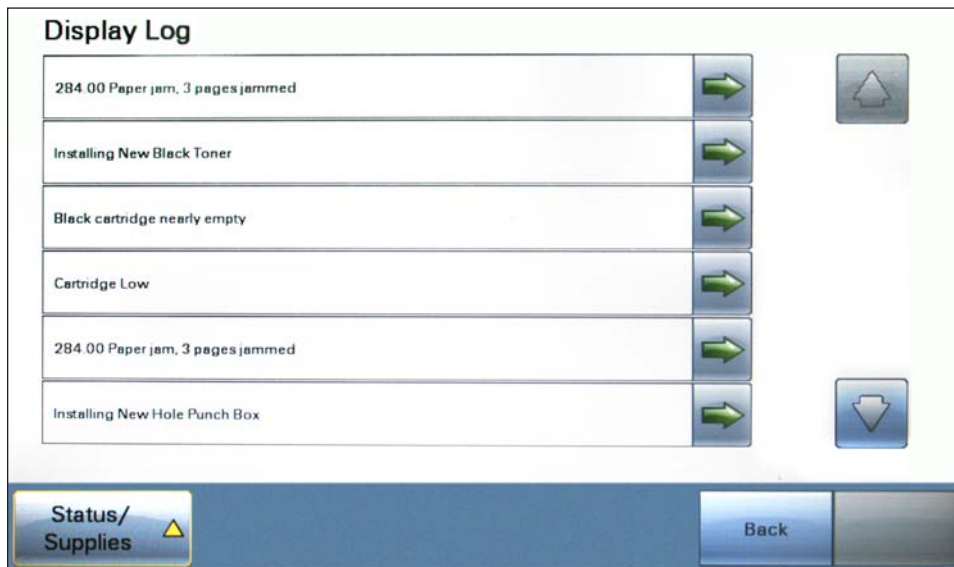 Display Log
284.00 Paper jam, 3 pages jammed
Installing New Black Toner
Black cartridge nearly empty
Cartridge Low
284.00 Paper jam, 3 pages jammed
Installing New Hole Punch Box
Status/
Supplies
Back